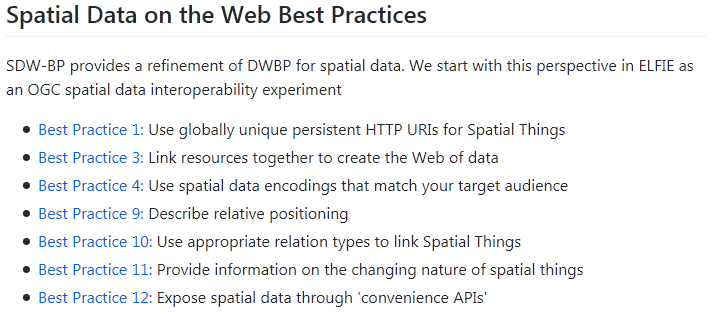 Spatial Data on the Web Best Practices
SDW-BP provides a refinement of DWBP for spatial data. We start with this perspective in ELFIE as
an OGC spatial data interoperability experiment
• Best Practice 1: Use globally unique persistent HTTP URIs for Spatial Things
• Best Practice 3: Link resources together to create the Web of data
• Best Practice 4: Use spatial data encodings that match your target audience
• Best Practice 9: Describe relative positioning
• Best Practice 10: Use appropriate relation types to link Spatial Things
• Best Practice 11: Provide information on the changing nature of spatial things
• Best Practice 12: Expose spatial data through 'convenience APIs'